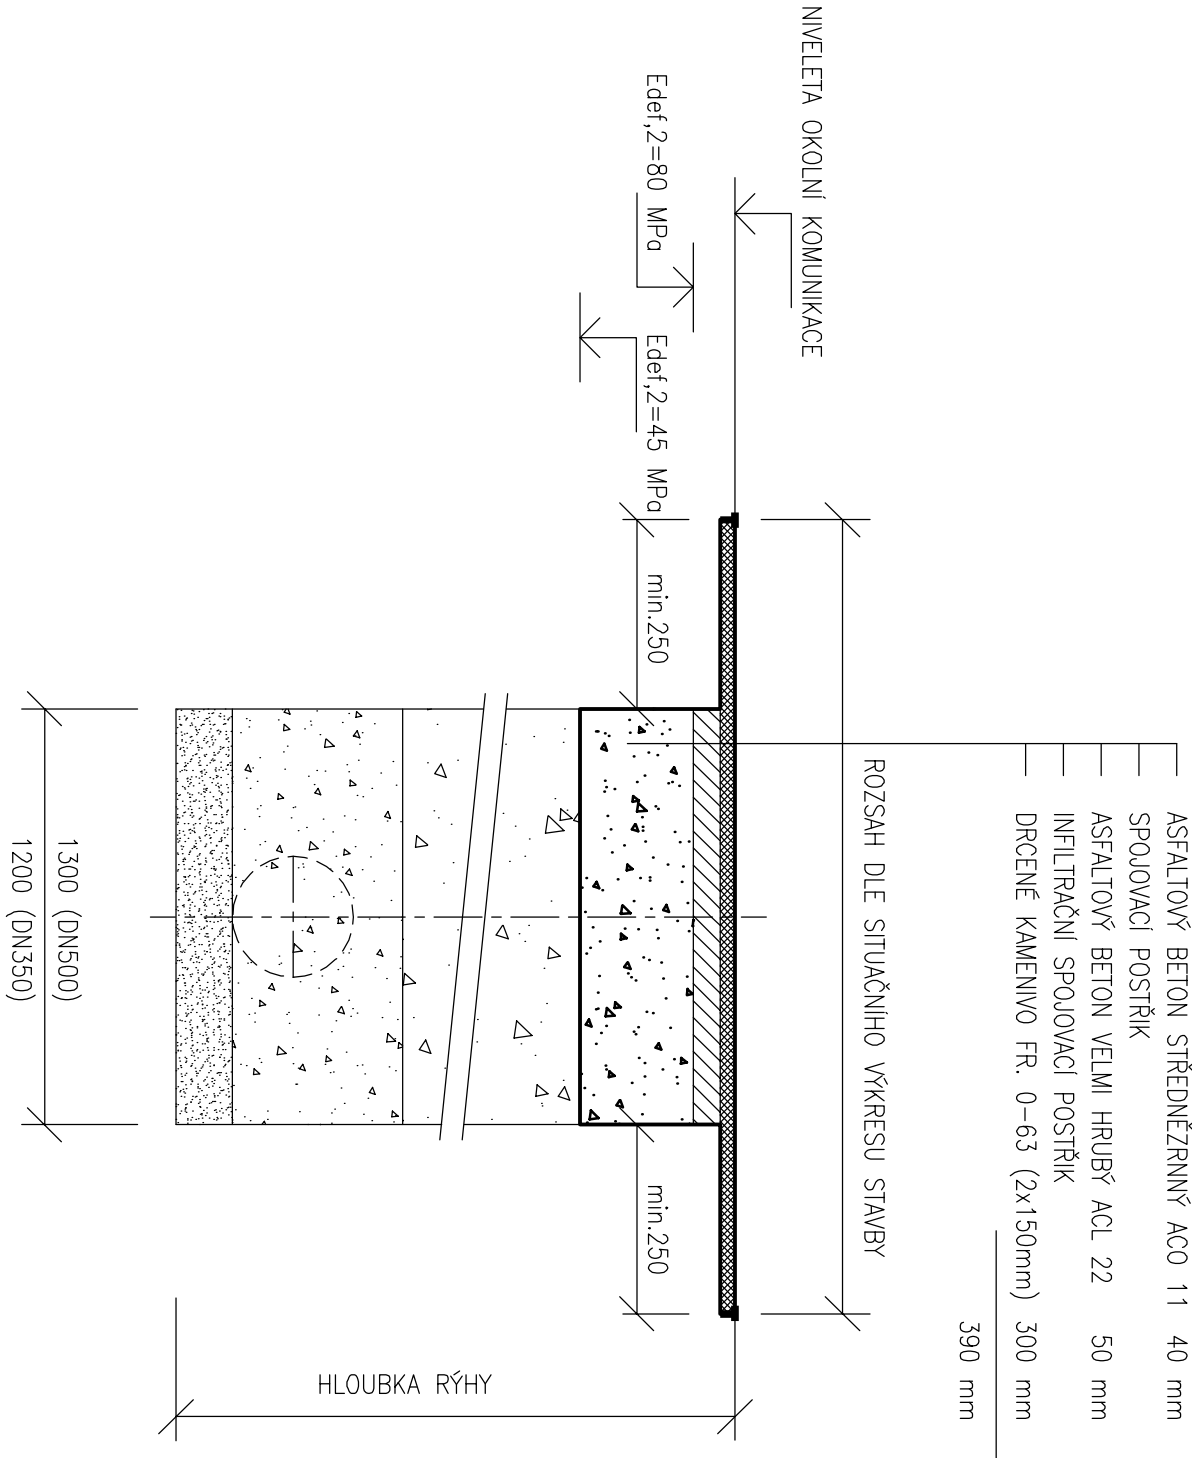 ASFALTOVÝ BETON STŘEDNĚZRNNÝ ACO 11 40 mm
SPOJOVACÍ POSTŘIK
ASFALTOVÝ BETON VELMI HRUBÝ ACL 22 50 mm
INFILTRAČNÍ SPOJOVACÍ POSTŘIK
DRCENÉ KAMENIVO FR. 0-63 (2x150mm) 300 mm
390 mm
ROZSAH DLE SITUAČNÍHO VÝKRESU STAVBY
NIVELETA OKOLNÍ KOMUNIKACE
Edef,2=80 MPa
Edef,2=45 MPa
min.250
min.250
HLOUBKA RÝHY
1300 (DN500)
1200 (DN350)